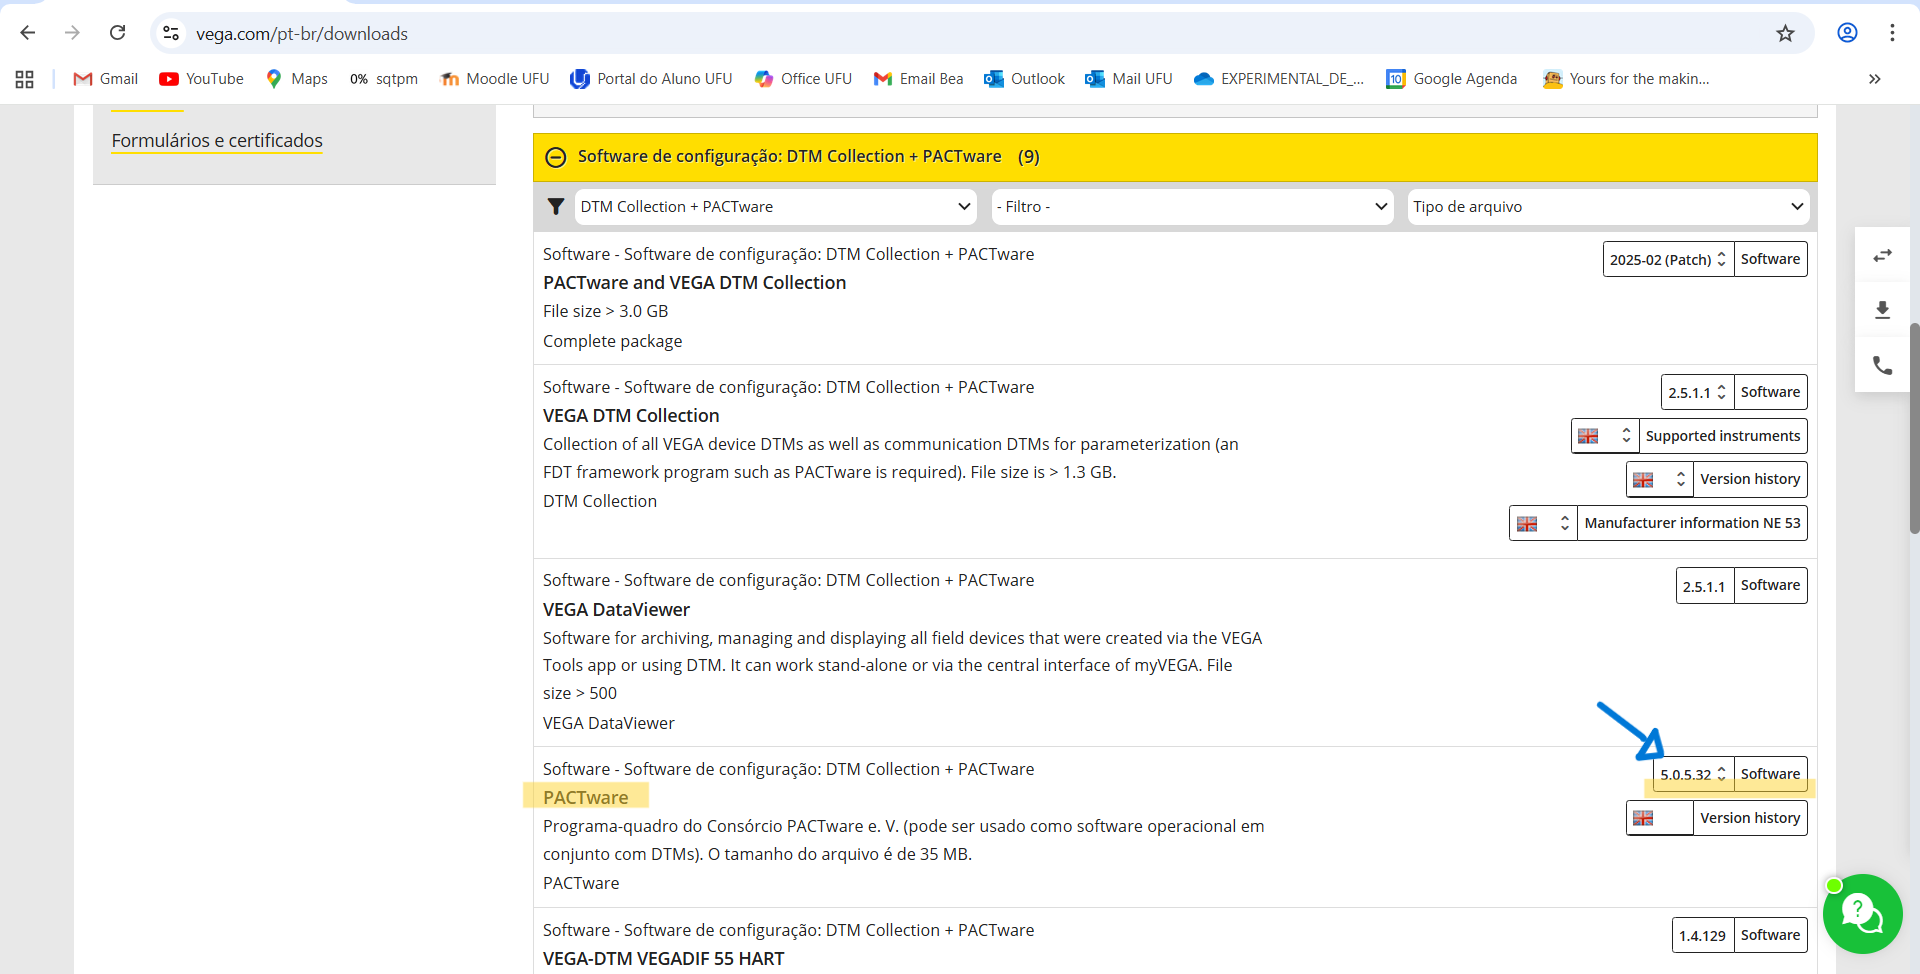 vega.com/pt-br/downloads
Gmail
YouTube
Maps
0% sqtpm
Moodle UFU
Portal do Aluno UFU
Office UFU
Email Bea
Outlook
Mail UFU
EXPERIMENTAL_DE_...
10 Google Agenda
Yours for the makin...
Formulários e certificados
Software de configuração: DTM Collection + PACTware (9)
DTM Collection + PACTware
- Filtro -
Tipo de arquivo
Software - Software de configuração: DTM Collection + PACTware
2025-02 (Patch) Software
PACTware and VEGA DTM Collection
File size > 3.0 GB
Complete package
Software - Software de configuração: DTM Collection + PACTware
2.5.1.1 Software
VEGA DTM Collection
Supported instruments
Collection of all VEGA device DTMs as well as communication DTMs for parameterization (an
FDT framework program such as PACTware is required). File size is > 1.3 GB.
Version history
DTM Collection
Manufacturer information NE 53
Software - Software de configuração: DTM Collection + PACTware
2.5.1.1 Software
VEGA DataViewer
Software for archiving, managing and displaying all field devices that were created via the VEGA
Tools app or using DTM. It can work stand-alone or via the central interface of myVEGA. File
size > 500
VEGA DataViewer
Software - Software de configuração: DTM Collection + PACTware
5.0.5.32 Software
PACTware
Version history
Programa-quadro do Consórcio PACTware e. V. (pode ser usado como software operacional em
conjunto com DTMs). O tamanho do arquivo é de 35 MB.
PACTware
Software - Software de configuração: DTM Collection + PACTware
1.4.129 Software
VEGA-DTM VEGADIF 55 HART